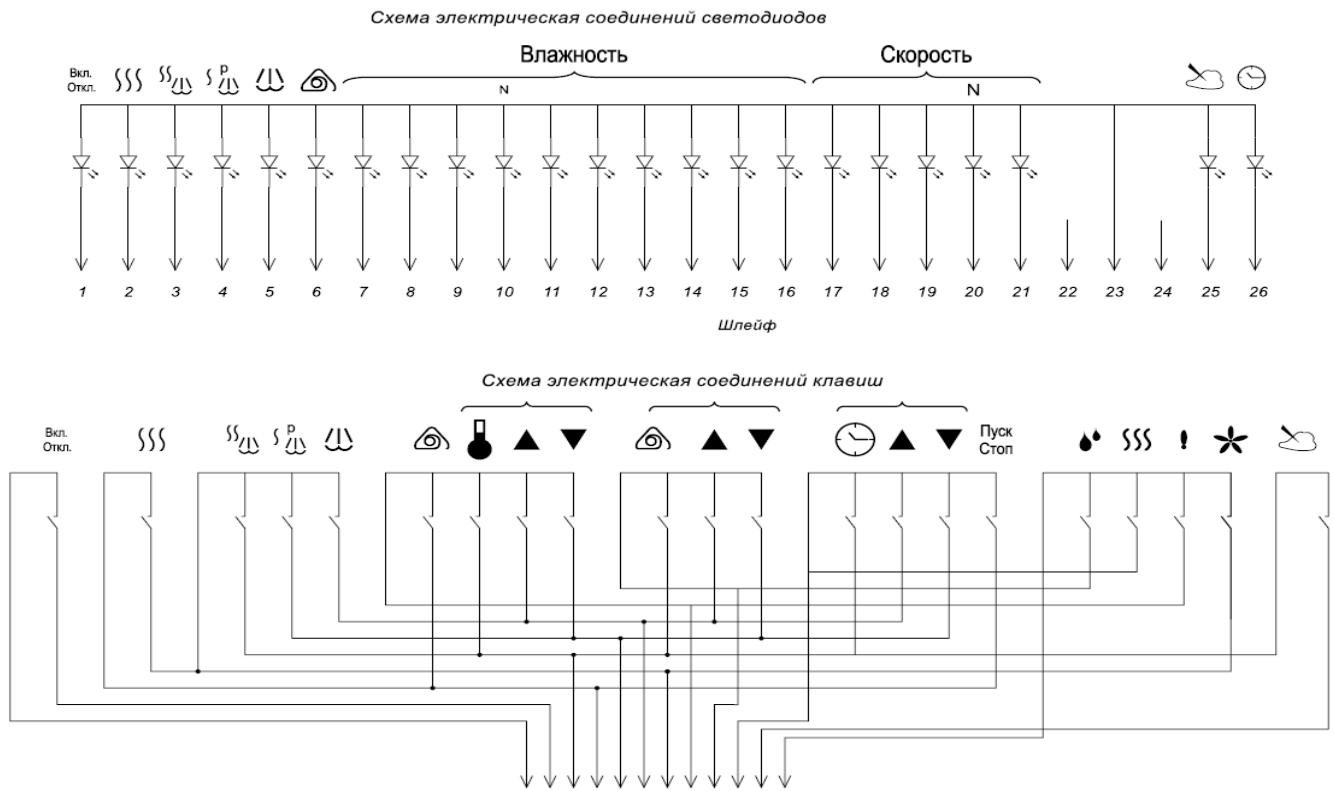 Схема электрическая соединений светодиодов
Влажность
Скорость
Вкл.
Откл.
P
N
N
1 2 3 4 5 6 7 8 9 10 11 12 13 14 15 16 17 18 19 20 21 22 23 24 25 26
Шлейф
Схема электрическая соединений клавиш
Вкл.
Откл.
P
Пуск
Стоп